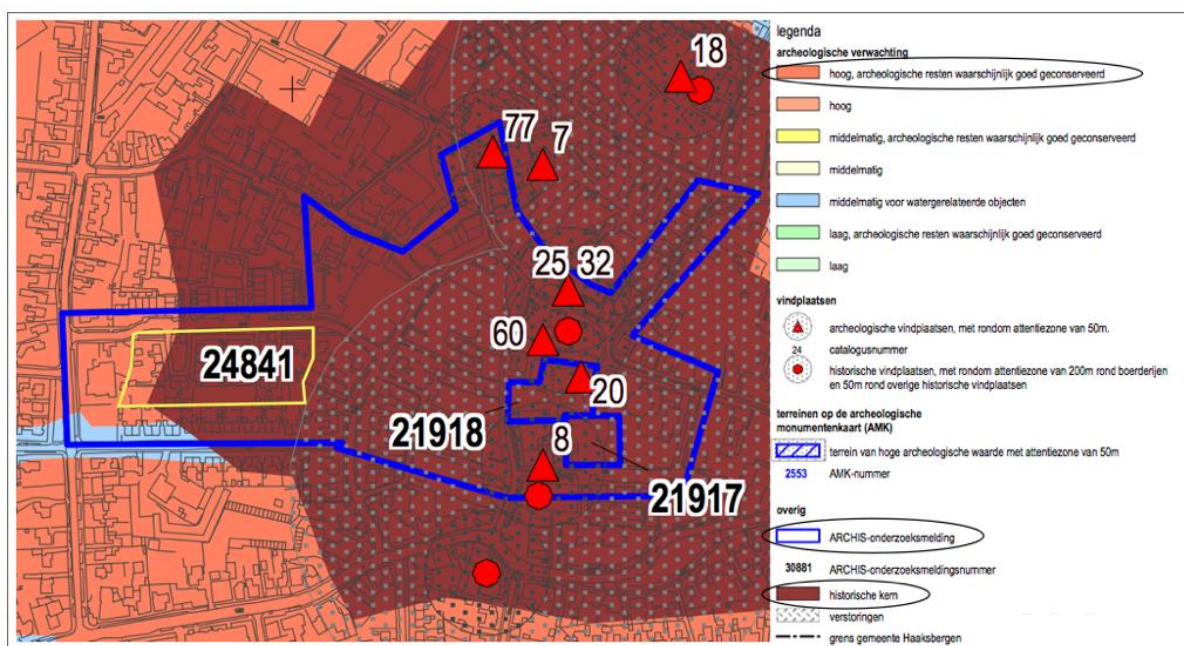 18
77
7
25 32
60
24841
20
21918
8
21917
legenda
archeologische verwachting
hoog, archeologische resten waarschijnlijk goed geconserveerd
hoog
middelmatig, archeologische resten waarschijnlijk goed geconserveerd
middelmatig
middelmatig voor watergerelateerde objecten
laag, archeologische resten waarschijnlijk goed geconserveerd
laag
vindplaatsen
archeologische vindplaatsen, met rondom attentiezone van 50m.
24 catalogusnummer
historische vindplaatsen, met rondom attentiezone van 200m rond boerderijen
en 50m rond overige historische vindplaatsen
terreinen op de archeologische
monumentenkaart (AMK)
terrein van hoge archeologische waarde met attentiezone van 50m
2553 AMK-nummer
overig
ARCHIS-onderzoeksmelding
30881 ARCHIS-onderzoeksmeldingsnummer
historische kern
verstoringen
grens gemeente Haaksbergen